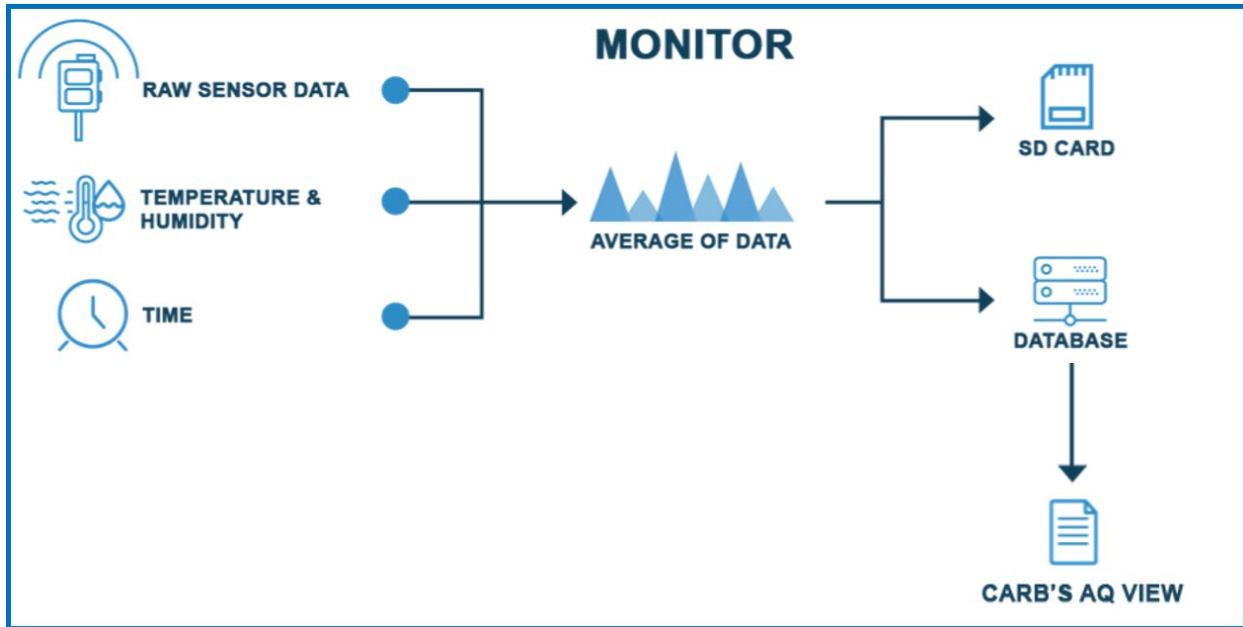 MONITOR
RAW SENSOR DATA
TEMPERATURE &
HUMIDITY
TIME
AVERAGE OF DATA
SD CARD
DATABASE
CARB'S AQ VIEW